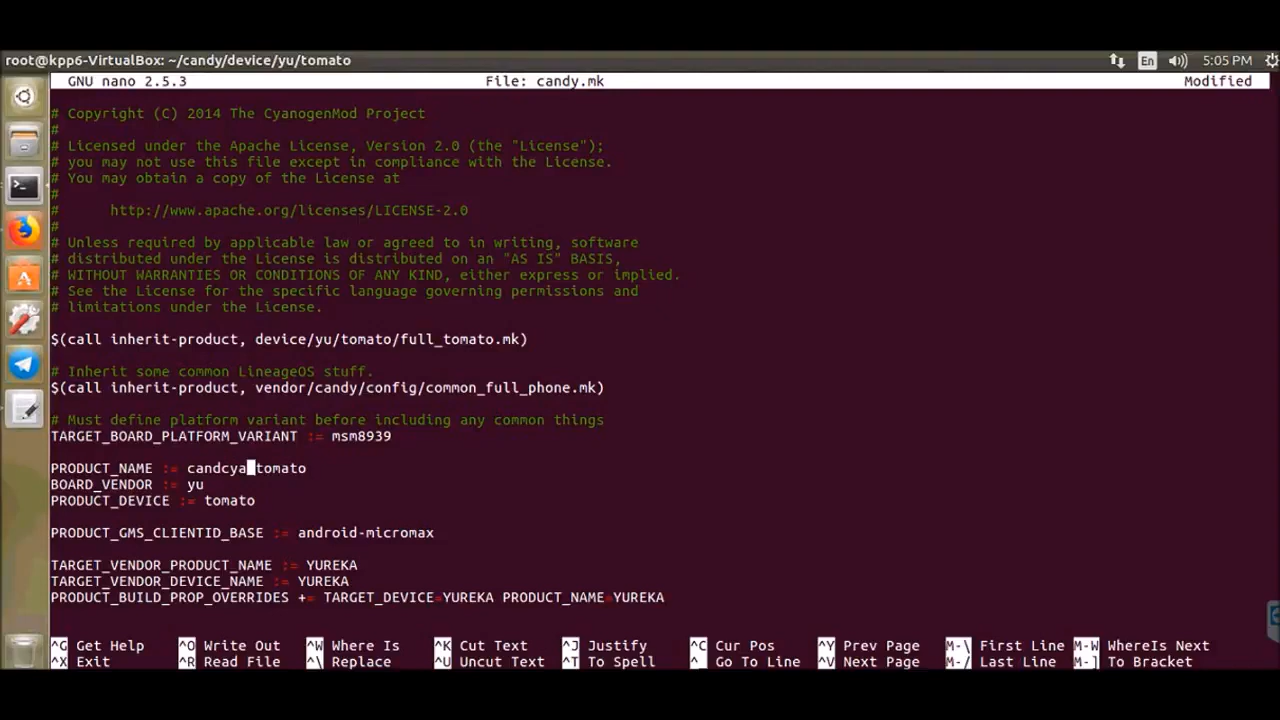 root@kpp6-VirtualBox: ~/candy/device/yu/tomato En 5:05 PM
GNU nano 2.5.3 File: candy.mk Modified
# Copyright (C) 2014 The CyanogenMod Project
#
# Licensed under the Apache License, Version 2.0 (the "License");
# you may not use this file except in compliance with the License.
# You may obtain a copy of the License at
#
# http://www.apache.org/licenses/LICENSE-2.0
#
# Unless required by applicable law or agreed to in writing, software
# distributed under the License is distributed on an "AS IS" BASIS,
# WITHOUT WARRANTIES OR CONDITIONS OF ANY KIND, either express or implied.
# See the License for the specific language governing permissions and
# limitations under the License.
$(call inherit-product, device/yu/tomato/full_tomato.mk)
# Inherit some common LineageOS stuff.
$(call inherit-product, vendor/candy/config/common_full_phone.mk)
# Must define platform variant before including any common things
TARGET_BOARD_PLATFORM_VARIANT := msm8939
PRODUCT_NAME := candcya tomato
BOARD_VENDOR := yu
PRODUCT_DEVICE := tomato
PRODUCT_GMS_CLIENTID_BASE := android-micromax
TARGET_VENDOR_PRODUCT_NAME := YUREKA
TARGET_VENDOR_DEVICE_NAME := YUREKA
PRODUCT_BUILD_PROP_OVERRIDES += TARGET_DEVICE=YUREKA PRODUCT_NAME=YUREKA
^G Get Help ^O Write Out ^W Where Is ^K Cut Text ^J Justify ^C Cur Pos ^Y Prev Page M-\ First Line M-W WhereIs Next
^X Exit ^R Read File ^\ Replace ^U Uncut Text ^T To Spell ^_ Go To Line ^V Next Page M-/ Last Line M-] To Bracket